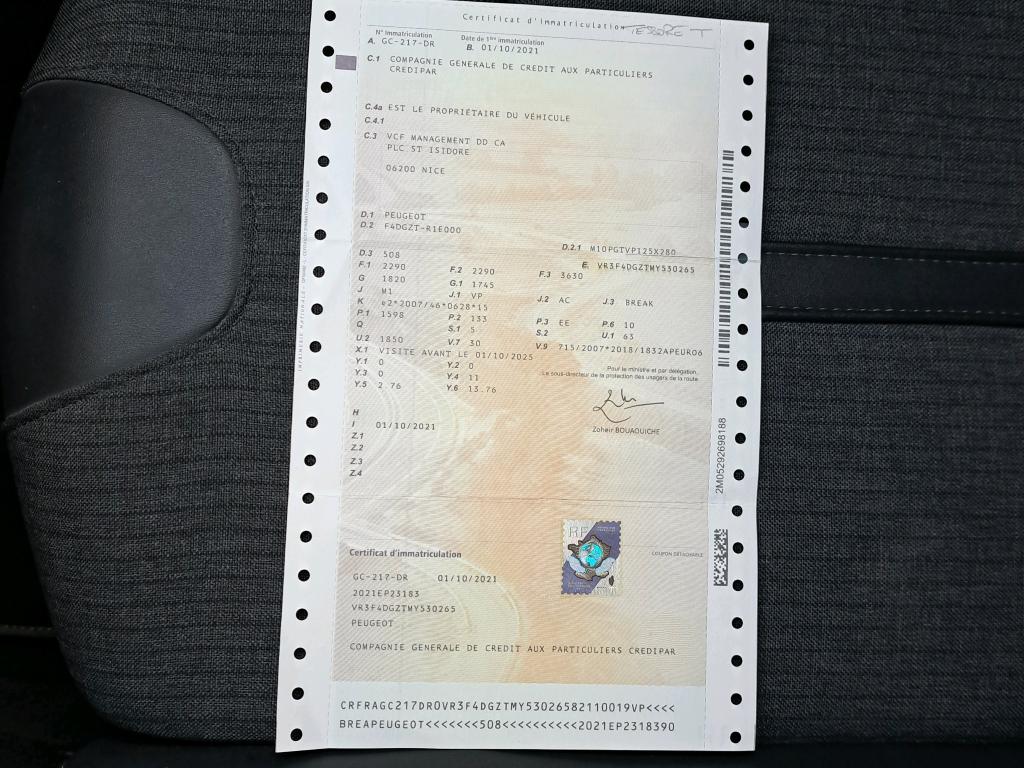 Certificat d'immatriculation
TESSORE T
N° Immatriculation Date de 1ère immatriculation
A. GC-217-DR B. 01/10/2021
C.1 COMPAGNIE GENERALE DE CREDIT AUX PARTICULIERS
CREDIPAR
C.4a EST LE PROPRIÉTAIRE DU VÉHICULE
C.4.1
C.3 VCF MANAGEMENT DD CA
PLC ST ISIDORE
06200 NICE
D.1 PEUGEOT
D.2 F4DGZT-R1E000
D.2.1 M10PGTVP125X280
D.3 508 E. VR3F4DGZTMY530265
F.1 2290 F.2 2290 F.3 3630
G 1820 G.1 1745
J M1 J.1 VP J.2 AC J.3 BREAK
K e2*2007/46*0628*15
P.1 1598 P.2 133 P.3 EE P.6 10
Q S.1 5 S.2 U.1 63
U.2 1850 V.7 30 V.9 715/2007*2018/1832APEURO6
X.1 VISITE AVANT LE 01/10/2025
Y.1 0 Y.2 0
Y.3 0 Y.4 11
Y.5 2.76 Y.6 13.76
Pour le ministre et par délégation,
Le sous-directeur de la protection des usagers de la route
Zoheir BOUAOUICHE
H
I 01/10/2021
Z.1
Z.2
Z.3
Z.4
2M05292698188
RF
Certificat d'immatriculation
COUPON DÉTACHABLE
GC-217-DR 01/10/2021
2021EP23183
VR3F4DGZTMY530265
PEUGEOT
COMPAGNIE GENERALE DE CREDIT AUX PARTICULIERS CREDIPAR
CRFRAGC217DR0VR3F4DGZTMY53026582110019VP<<<<
BREAPEUGEOT<<<<<<<508<<<<<<<<<<2021EP2318390